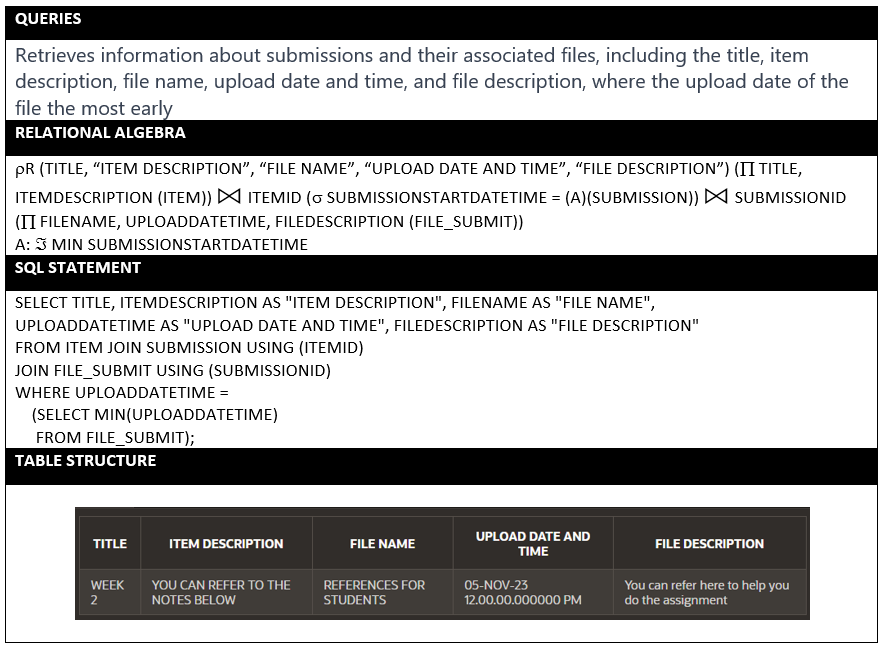 QUERIES
Retrieves information about submissions and their associated files, including the title, item
description, file name, upload date and time, and file description, where the upload date of the
file the most early
RELATIONAL ALGEBRA
ρR (TITLE, “ITEM DESCRIPTION”, “FILE NAME”, “UPLOAD DATE AND TIME”, “FILE DESCRIPTION”) (∏ TITLE,
ITEMDESCRIPTION (ITEM)) ⋈ ITEMID (σ SUBMISSIONSTARTDATETIME = (A)(SUBMISSION)) ⋈ SUBMISSIONID
(∏ FILENAME, UPLOADDATETIME, FILEDESCRIPTION (FILE_SUBMIT))
A: ℑ MIN SUBMISSIONSTARTDATETIME
SQL STATEMENT
SELECT TITLE, ITEMDESCRIPTION AS "ITEM DESCRIPTION", FILENAME AS "FILE NAME",
UPLOADDATETIME AS "UPLOAD DATE AND TIME", FILEDESCRIPTION AS "FILE DESCRIPTION"
FROM ITEM JOIN SUBMISSION USING (ITEMID)
JOIN FILE_SUBMIT USING (SUBMISSIONID)
WHERE UPLOADDATETIME =
(SELECT MIN(UPLOADDATETIME)
FROM FILE_SUBMIT);
TABLE STRUCTURE
TITLE
ITEM DESCRIPTION
FILE NAME
UPLOAD DATE AND
TIME
FILE DESCRIPTION
WEEK
2
YOU CAN REFER TO THE
NOTES BELOW
REFERENCES FOR
STUDENTS
05-NOV-23
12.00.00.000000 PM
You can refer here to help you
do the assignment